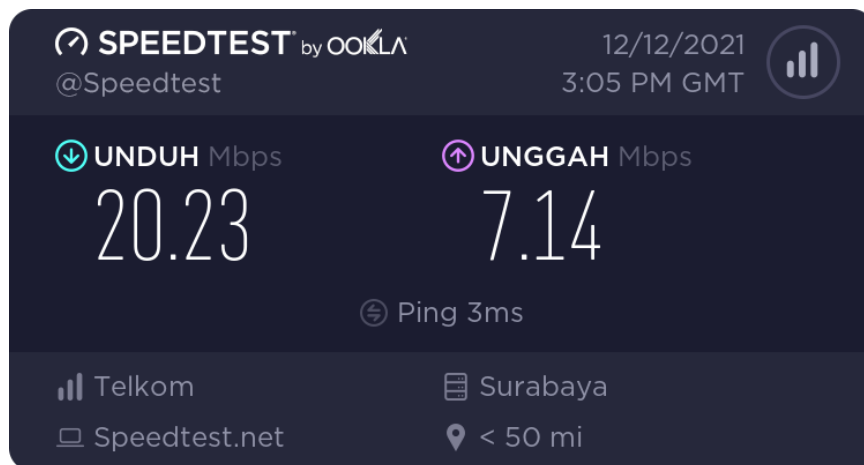 SPEEDTEST by OOKLA
12/12/2021
@Speedtest
3:05 PM GMT
UNDUH Mbps
UNGGAH Mbps
20.23
7.14
Ping 3ms
Telkom
Surabaya
Speedtest.net
< 50 mi